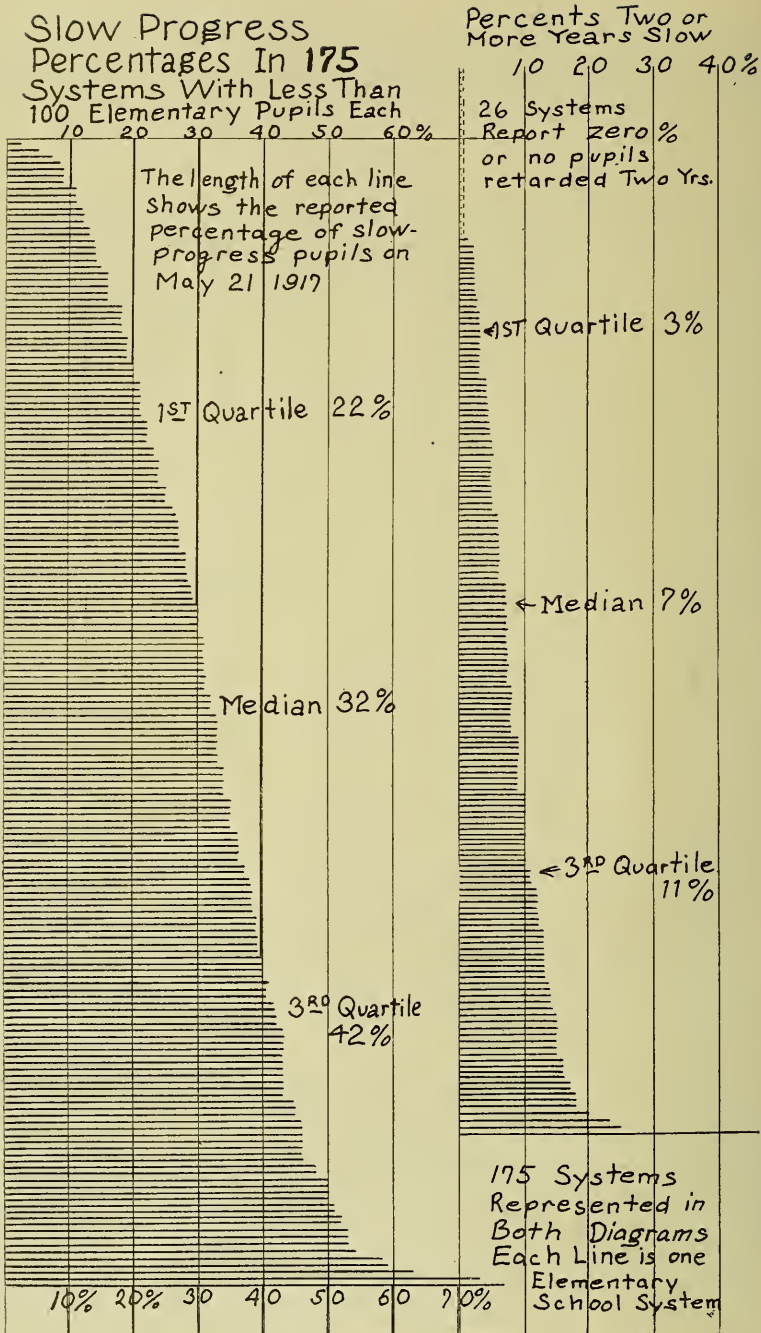 Slow Progress
Percentages In 175
Systems With Less Than
100 Elementary Pupils Each
10 20 30 40 50 60%
The length of each line
shows the reported
percentage of slow-
progress pupils on
May 21 1917
1ST Quartile 22%
Median 32%
3RD Quartile
42%
10% 20% 30 40 50 60 70%
Percents Two or
More Years Slow
10 20 30 40%
26 Systems
Report zero %
or no pupils
retarded Two Yrs.
1ST Quartile 3%
Median 7%
3RD Quartile
11%
175 Systems
Represented in
Both Diagrams
Each Line is one
Elementary
School System